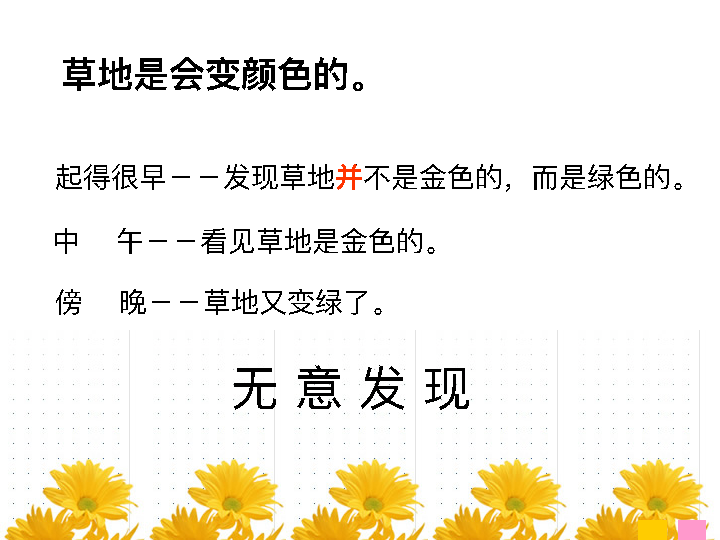 草地是会变颜色的。
起得很早－－发现草地并不是金色的，而是绿色的。
中　午－－看见草地是金色的。
傍　晚－－草地又变绿了。
无 意 发 现